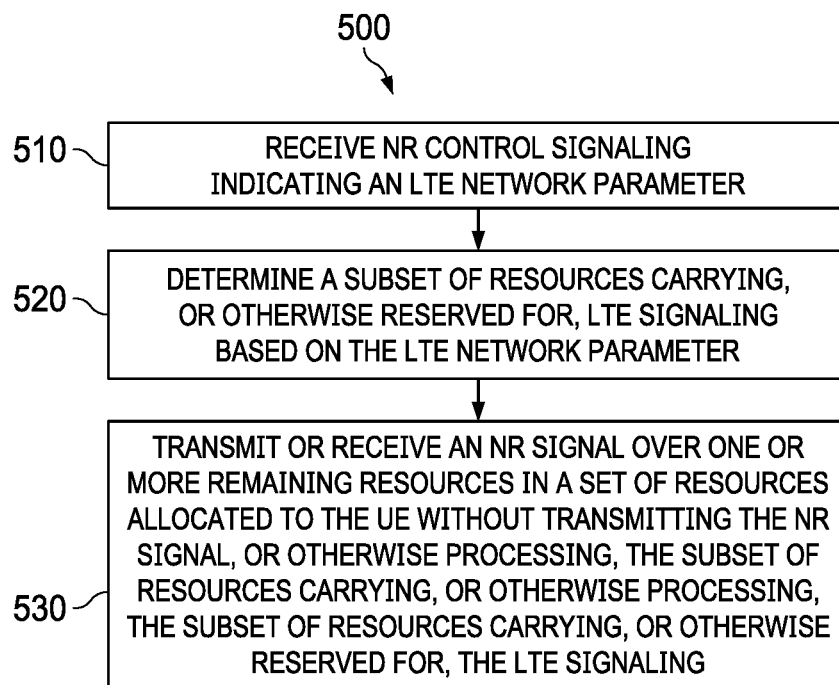 500
510
RECEIVE NR CONTROL SIGNALING
INDICATING AN LTE NETWORK PARAMETER
520
DETERMINE A SUBSET OF RESOURCES CARRYING,
OR OTHERWISE RESERVED FOR, LTE SIGNALING
BASED ON THE LTE NETWORK PARAMETER
530
TRANSMIT OR RECEIVE AN NR SIGNAL OVER ONE OR
MORE REMAINING RESOURCES IN A SET OF RESOURCES
ALLOCATED TO THE UE WITHOUT TRANSMITTING THE NR
SIGNAL, OR OTHERWISE PROCESSING, THE SUBSET OF
RESOURCES CARRYING, OR OTHERWISE PROCESSING,
THE SUBSET OF RESOURCES CARRYING, OR OTHERWISE
RESERVED FOR, THE LTE SIGNALING